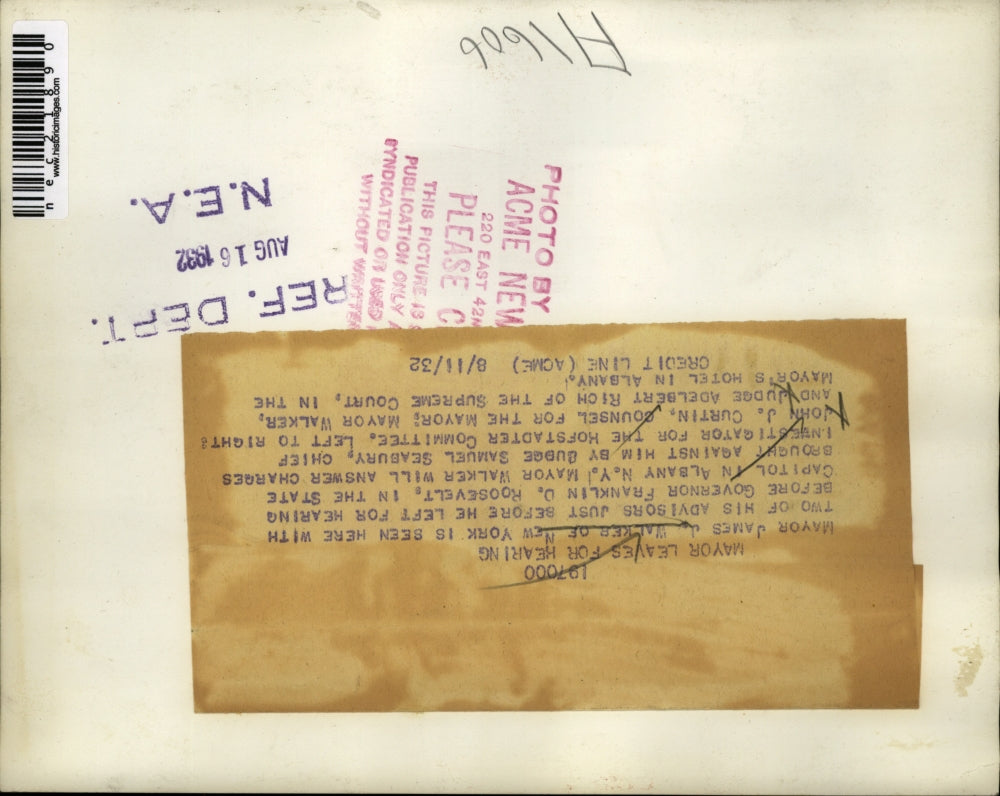 197000
MAYOR LEAVES FOR HEARING
MAYOR JAMES J. WALKER OF NEW YORK IS SEEN HERE WITH
TWO OF HIS ADVISORS JUST BEFORE HE LEFT FOR HEARING
BEFORE GOVERNOR FRANKLIN D. ROOSEVELT, IN THE STATE
CAPITOL IN ALBANY N.Y. MAYOR WALKER WILL ANSWER CHARGES
BROUGHT AGAINST HIM BY JUDGE SAMUEL SEABURY, CHIEF
INVESTIGATOR FOR THE HOFSTADTER COMMITTEE. LEFT TO RIGHT:
JOHN J. CURTIN, COUNSEL FOR THE MAYOR; MAYOR WALKER,
AND JUDGE ADELBERT RICH OF THE SUPREME COURT, IN THE
MAYOR'S HOTEL IN ALBANY.
CREDIT LINE (ACME) 8/11/32
REF. DEPT.
AUG 16 1932
N.E.A.
PHOTO BY
ACME NEW
220 EAST 42N
PLEASE C
THIS PICTURE IS S
PUBLICATION ONLY A
SYNDICATED OR USED
WITHOUT WRITTEN
nec21890
www.historicimages.com